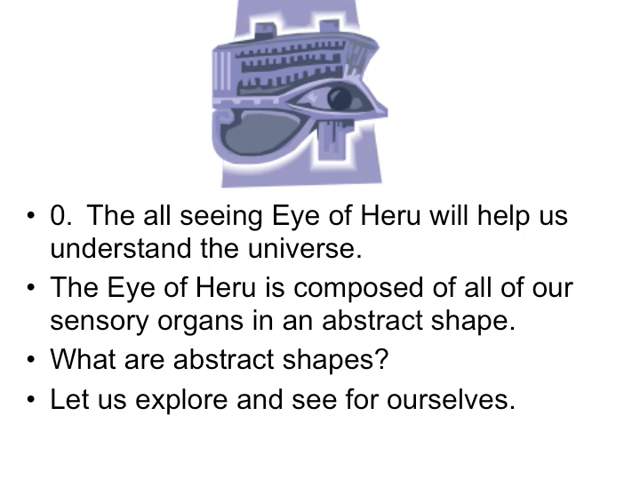 • 0.  The all seeing Eye of Heru will help us
understand the universe.
• The Eye of Heru is composed of all of our
sensory organs in an abstract shape.
• What are abstract shapes?
• Let us explore and see for ourselves.